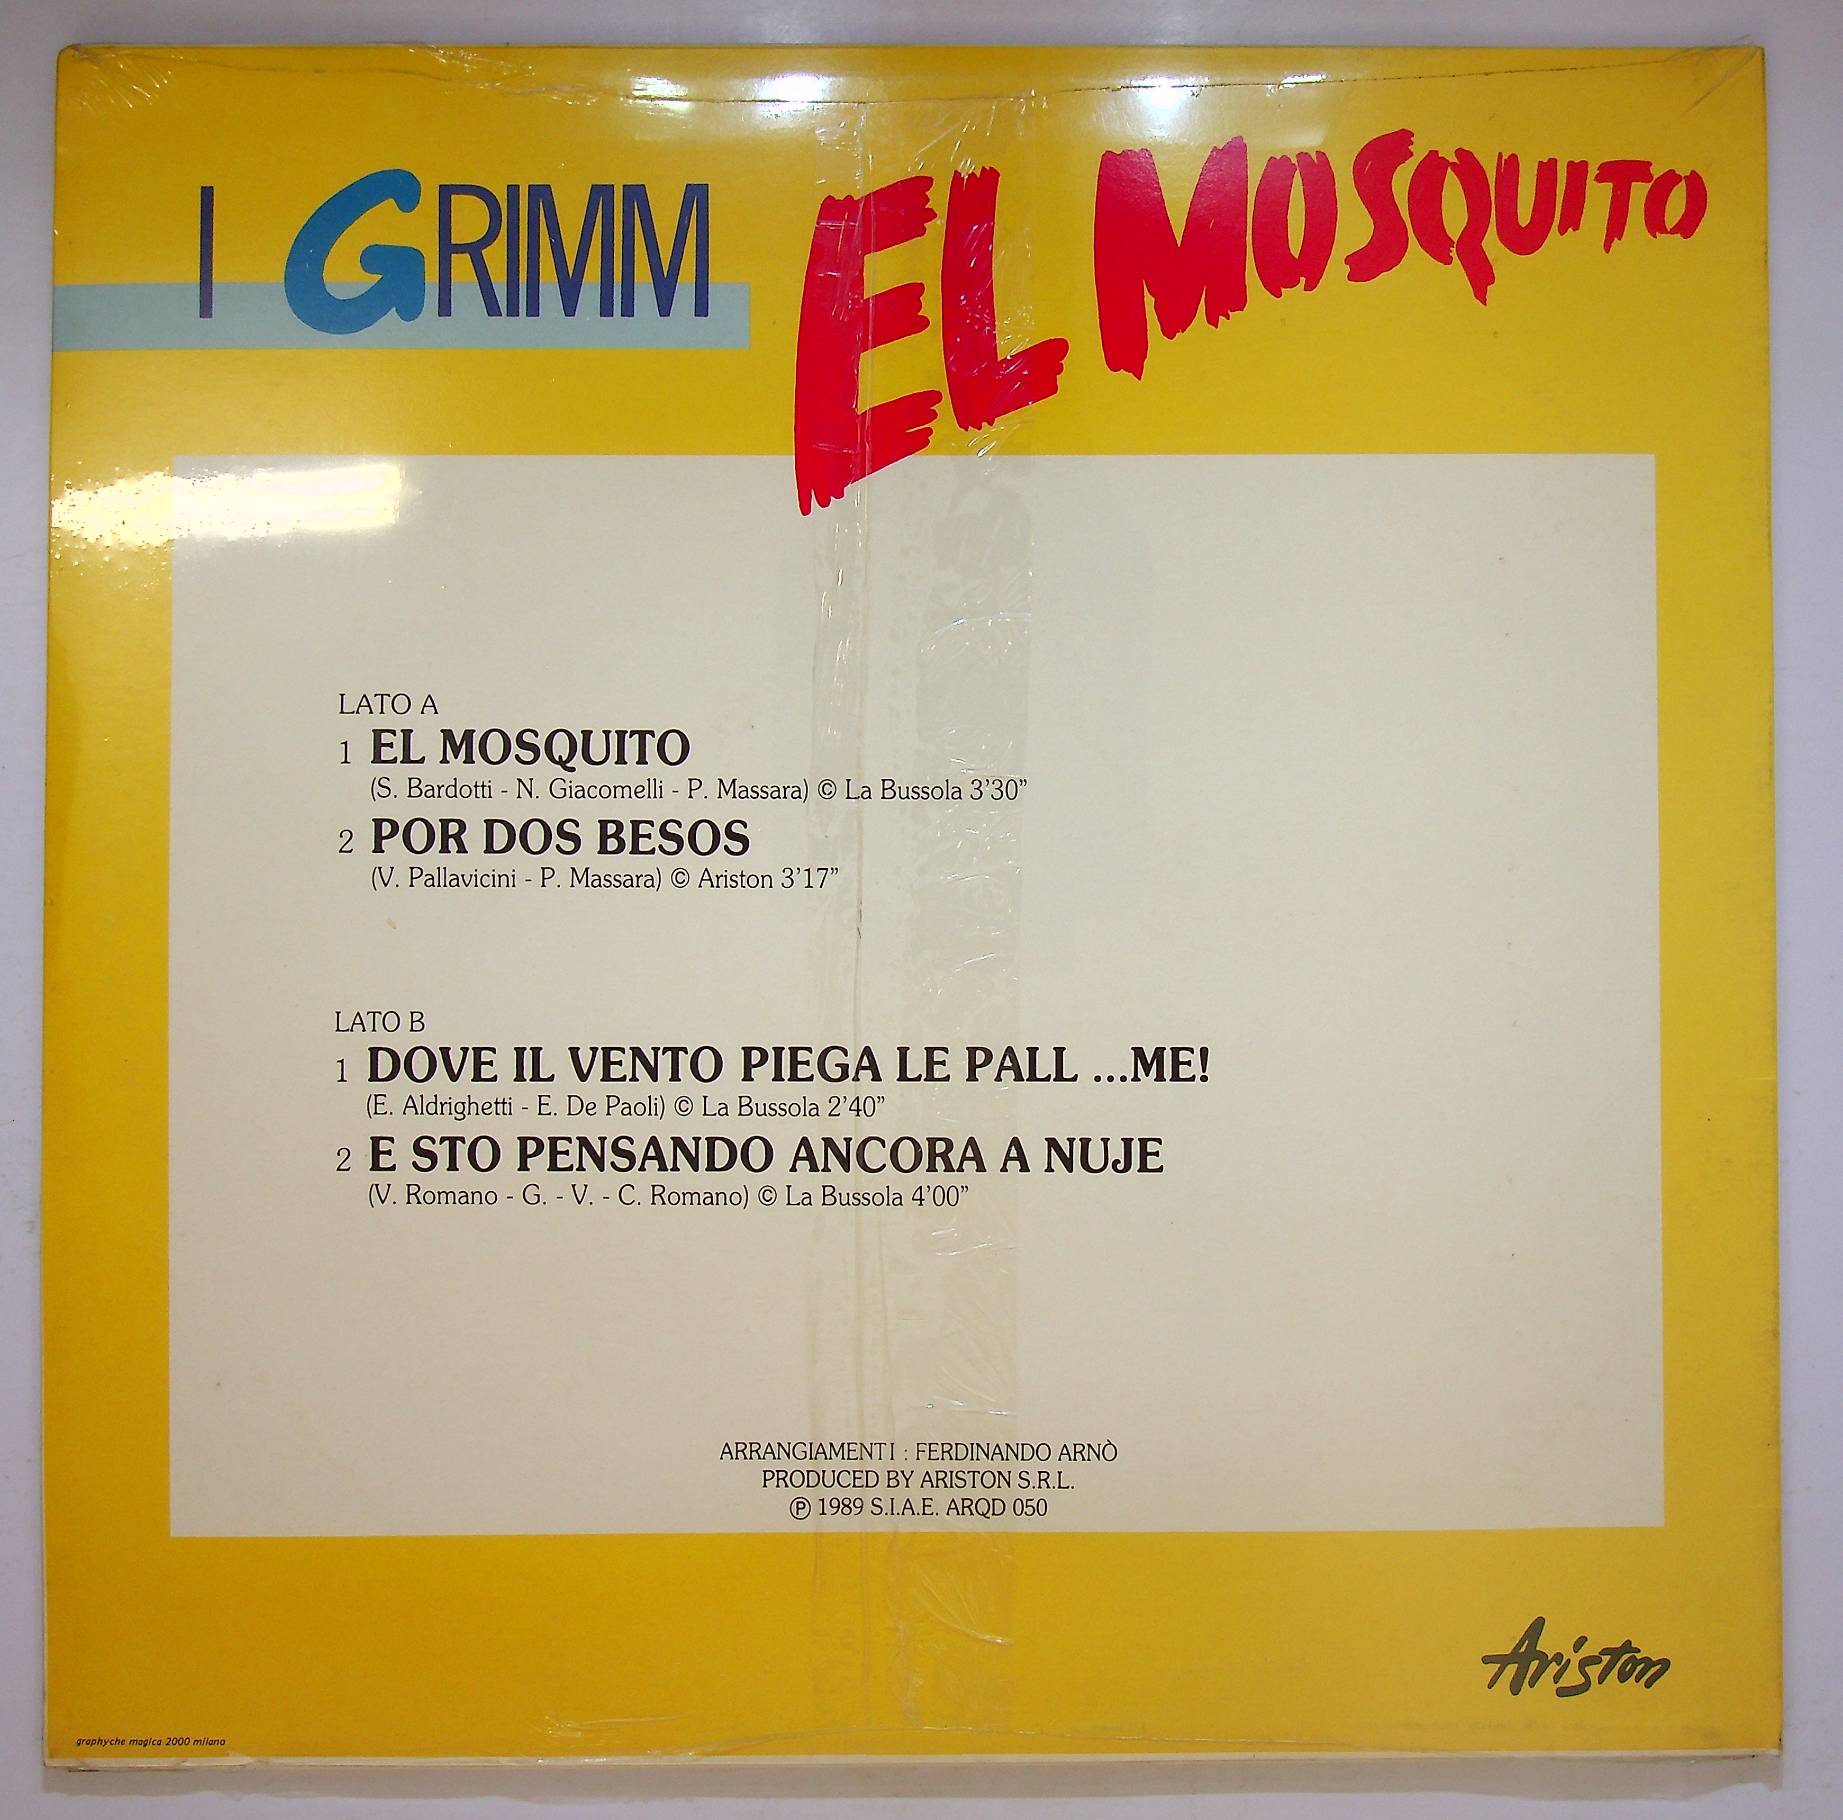 I GRIMM EL MOSQUITO
LATO A
1 EL MOSQUITO
(S. Bardotti - N. Giacomelli - P. Massara) © La Bussola 3'30”
2 POR DOS BESOS
(V. Pallavicini - P. Massara) © Ariston 3'17”
LATO B
1 DOVE IL VENTO PIEGA LE PALL ...ME!
(E. Aldrighetti - E. De Paoli) © La Bussola 2'40”
2 E STO PENSANDO ANCORA A NUJE
(V. Romano - G. - V. - C. Romano) © La Bussola 4'00”
ARRANGIAMENTI : FERDINANDO ARNÒ
PRODUCED BY ARISTON S.R.L.
℗ 1989 S.I.A.E. ARQD 050
Ariston
graphyche magica 2000 milano